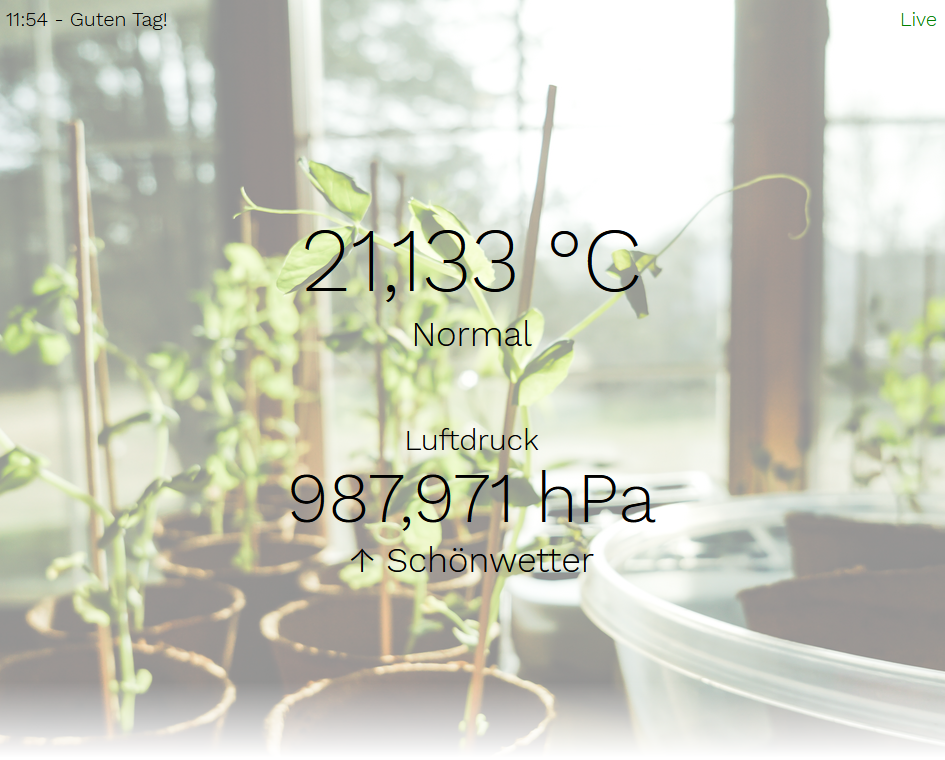 11:54 - Guten Tag!
Live
21,133 °C
Normal
Luftdruck
987,971 hPa
↑ Schönwetter